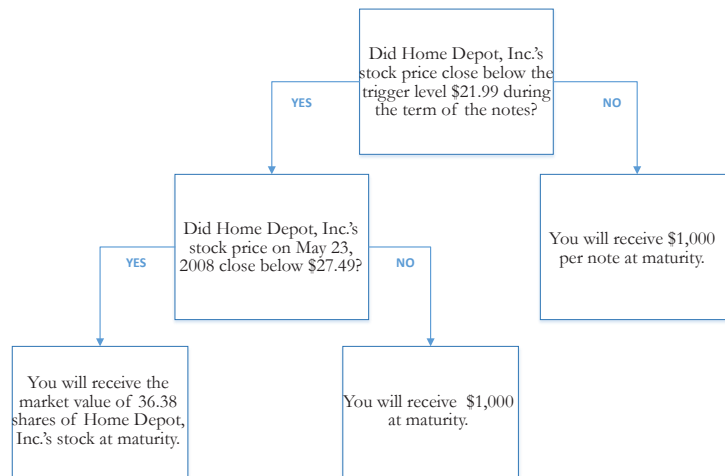 Did Home Depot, Inc.'s
stock price close below the
trigger level $21.99 during
the term of the notes?
YES
NO
Did Home Depot, Inc.'s
stock price on May 23,
2008 close below $27.49?
You will receive $1,000
per note at maturity.
YES
NO
You will receive the
market value of 36.38
shares of Home Depot,
Inc.'s stock at maturity.
You will receive $1,000
at maturity.